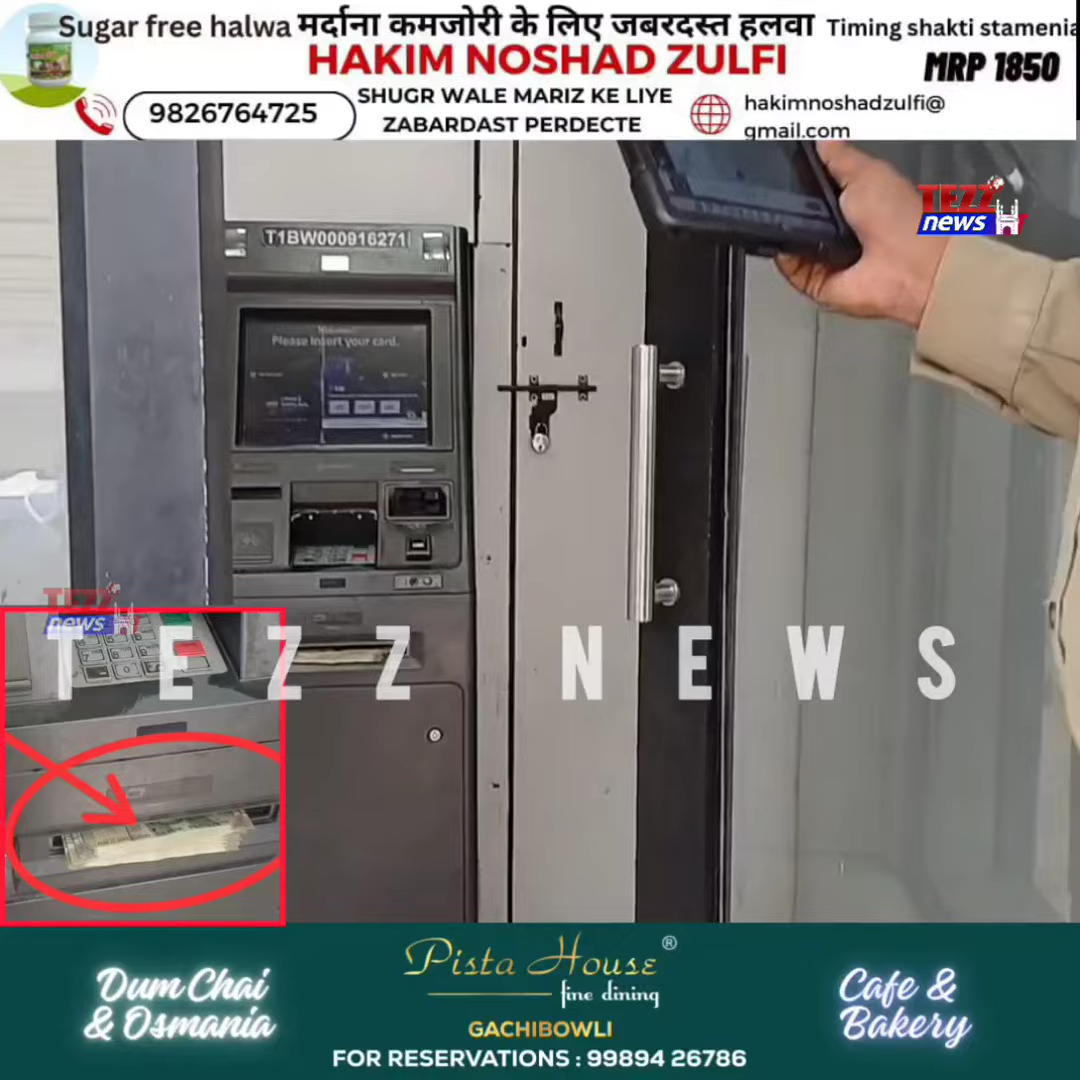 Sugar free halwa मर्दाना कमजोरी के लिए जबरदस्त हलवा Timing shakti stamenia
HAKIM NOSHAD ZULFI
MRP 1850
9826764725
SHUGR WALE MARIZ KE LIYE
ZABARDAST PERDECTE
hakimnoshadzulfi@
gmail.com
TEZZ
news
T1BW000916271
Please insert your card.
TEZZ
news
TEZZ NEWS
Pista House ®
fine dining
Dum Chai
& Osmania
Cafe &
Bakery
GACHIBOWLI
FOR RESERVATIONS : 99894 26786